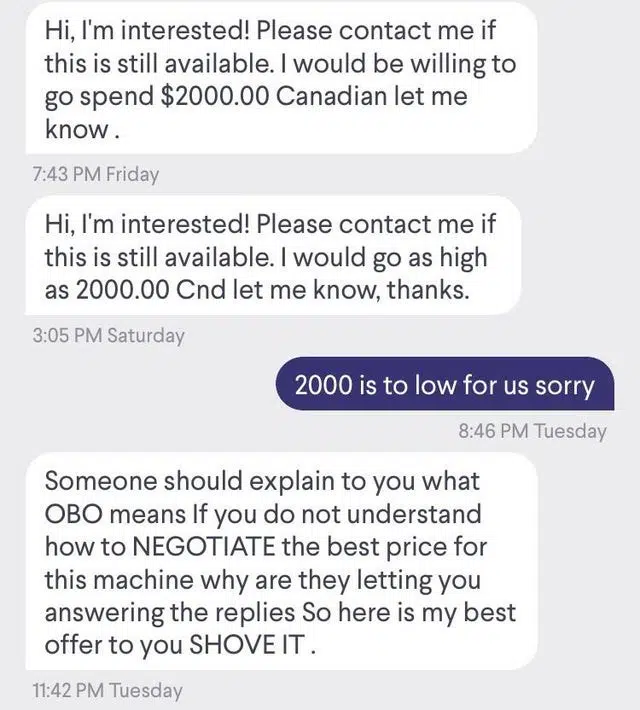 Hi, I'm interested! Please contact me if
this is still available. I would be willing to
go spend $2000.00 Canadian let me
know .
7:43 PM Friday
Hi, I'm interested! Please contact me if
this is still available. I would go as high
as 2000.00 Cnd let me know, thanks.
3:05 PM Saturday
2000 is to low for us sorry
8:46 PM Tuesday
Someone should explain to you what
OBO means If you do not understand
how to NEGOTIATE the best price for
this machine why are they letting you
answering the replies So here is my best
offer to you SHOVE IT .
11:42 PM Tuesday